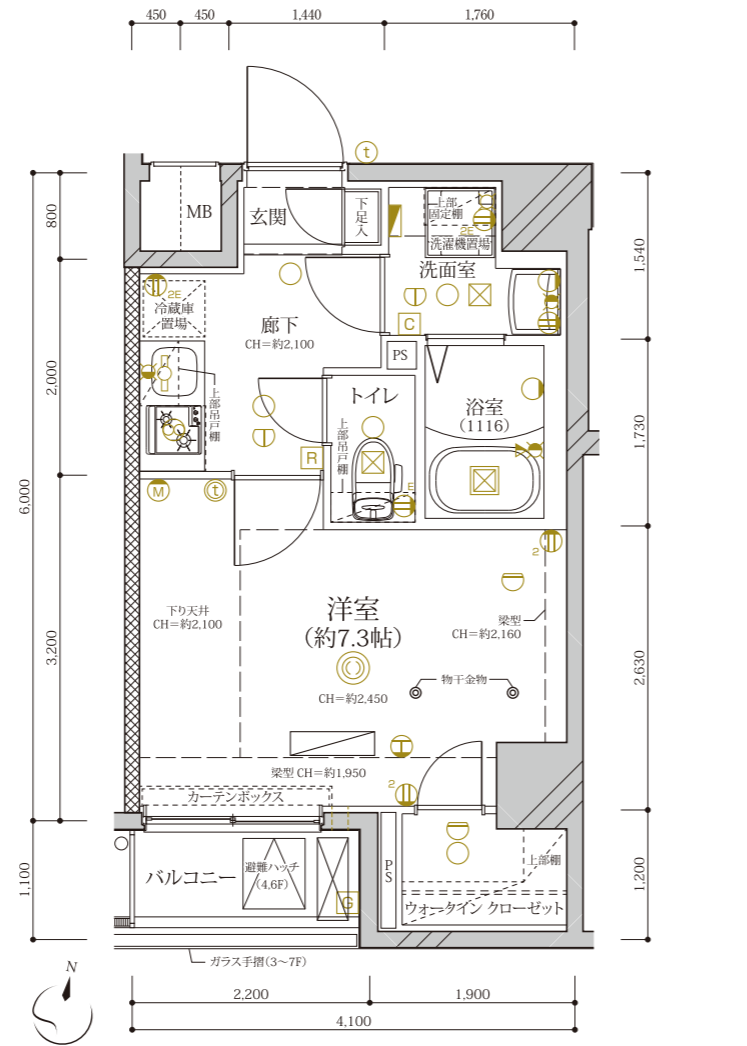 450
450
1,440
1,760
t
MB
玄関
下足入
上部
固定棚
2E
洗濯機置場
洗面室
800
1,540
2E
冷蔵庫
置場
廊下
CH=約2,100
C
PS
2,000
上部吊戸棚
トイレ
上部吊戸棚
浴室
(1116)
1,730
R
E
M
t
6,000
2
下り天井
CH=約2,100
洋室
(約7.3帖)
梁型
CH=約2,160
3,200
2,630
物干金物
CH=約2,450
梁型 CH=約1,950
カーテンボックス
2
バルコニー
避難ハッチ
(4,6F)
G
PS
上部棚
ウォークイン クローゼット
1,100
1,200
ガラス手摺(3〜7F)
N
2,200
1,900
4,100